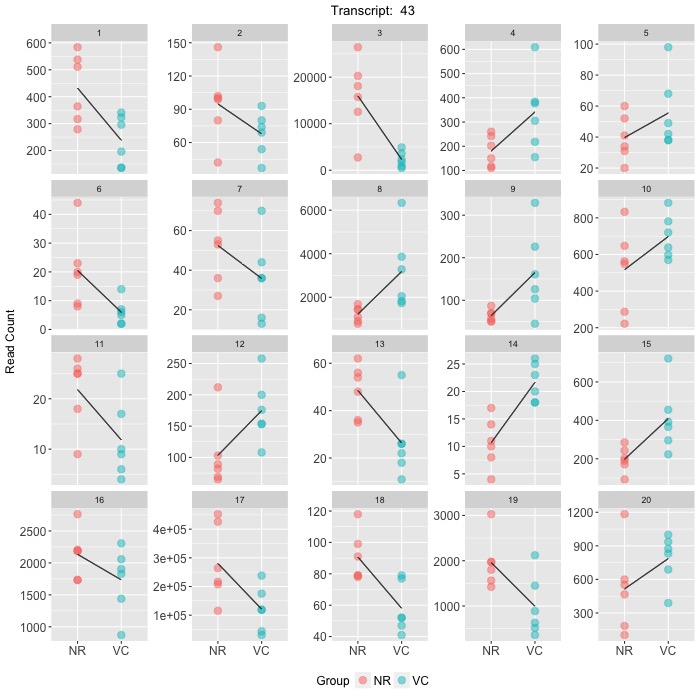 Transcript:  43
1 2 3 4 5
600 500 400 300 200
150 120 90 60
20000 10000 0
600 500 400 300 200 100
100 80 60 40 20
6 7 8 9 10
40 30 20 10 0
60 40 20
6000 4000 2000
300 200 100
800 600 400 200
Read Count
11 12 13 14 15
20 10
250 200 150 100
60 40 20
25 20 15 10 5
600 400 200
16 17 18 19 20
2500 2000 1500 1000
4e+05 3e+05 2e+05 1e+05
120 100 80 60 40
3000 2000 1000
1200 900 600 300
NR VC NR VC NR VC NR VC NR VC
Group NR VC